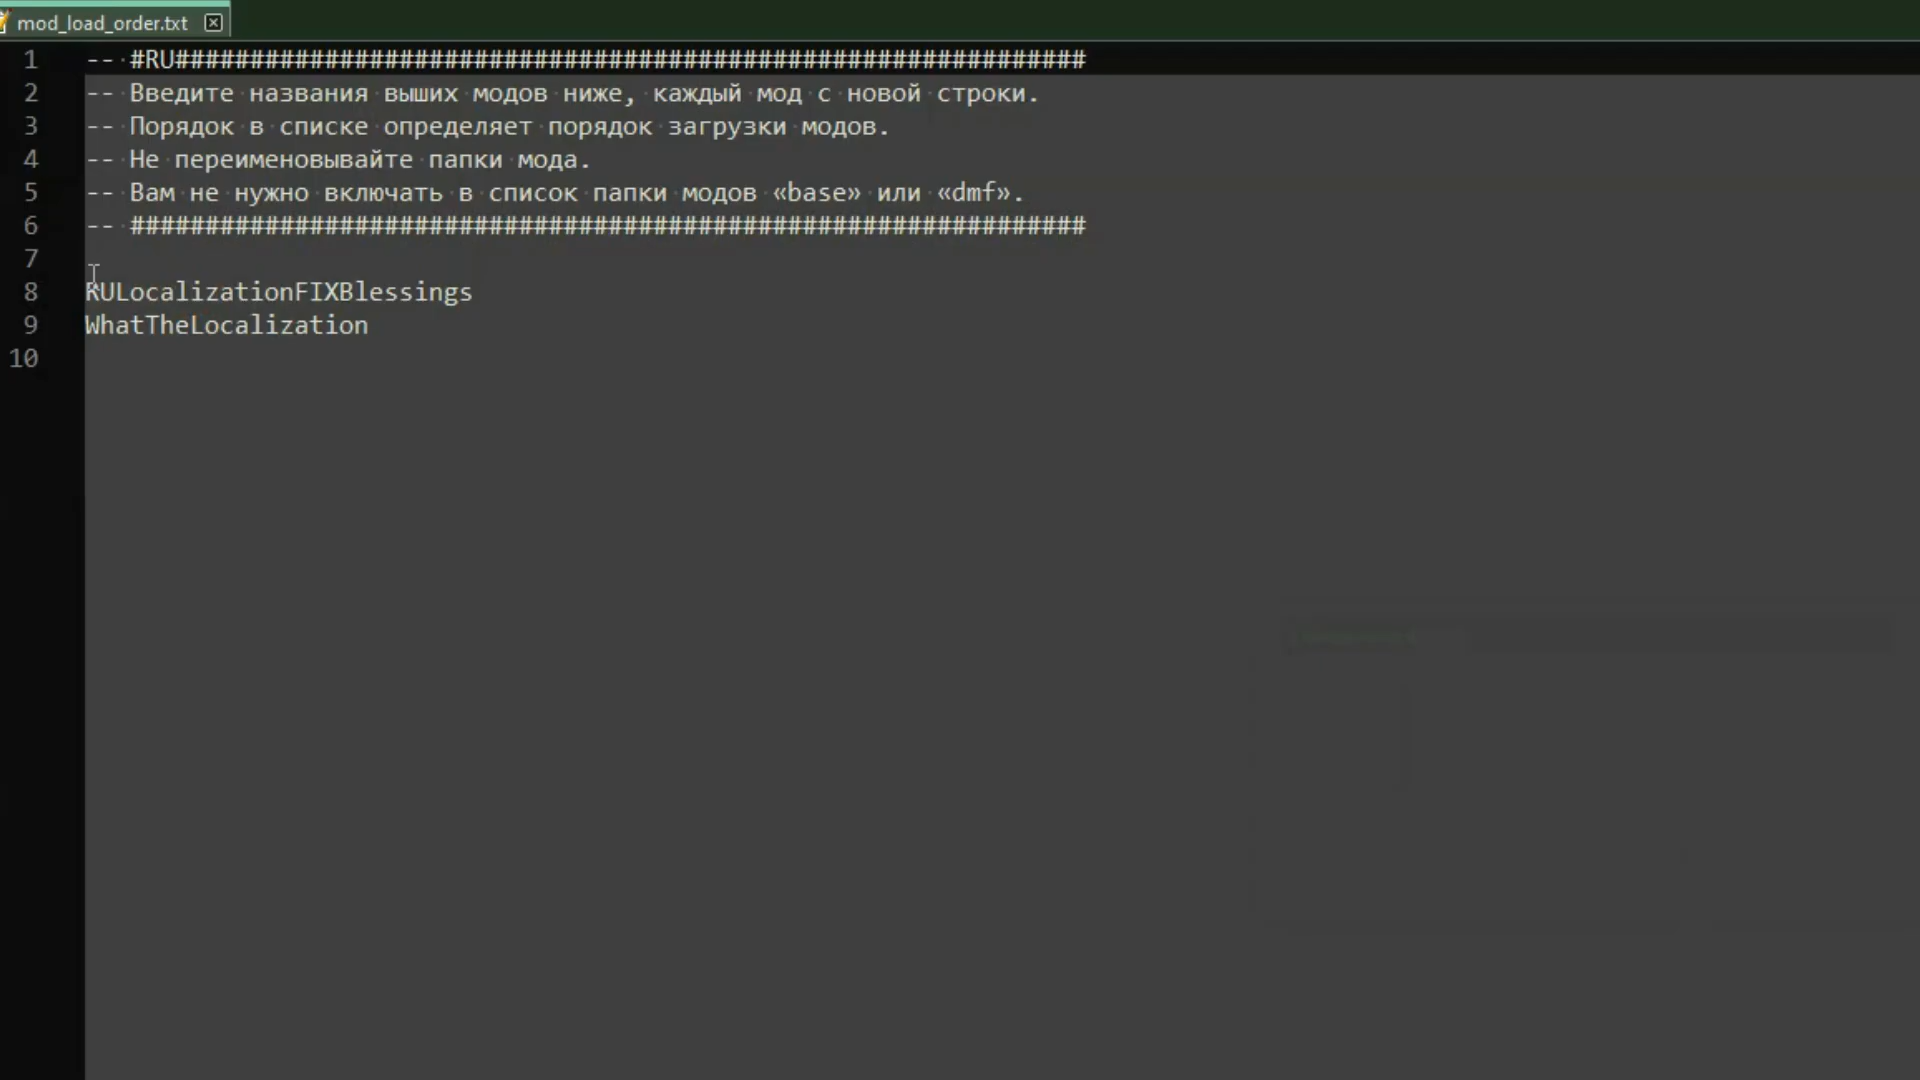 mod_load_order.txt
1 -- #RU#############################################################
2 -- Введите названия выших модов ниже, каждый мод с новой строки.
3 -- Порядок в списке определяет порядок загрузки модов.
4 -- Не переименовывайте папки мода.
5 -- Вам не нужно включать в список папки модов «base» или «dmf».
6 -- ################################################################
7
8 RULocalizationFIXBlessings
9 WhatTheLocalization
10